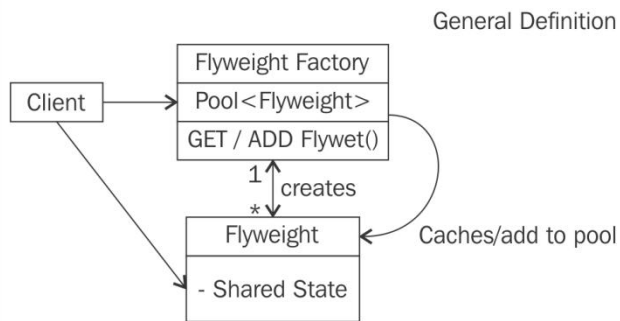 General Definition
Flyweight Factory
Client
Pool<Flyweight>
GET / ADD Flywet()
1
creates
*
Flyweight
Caches/add to pool
- Shared State